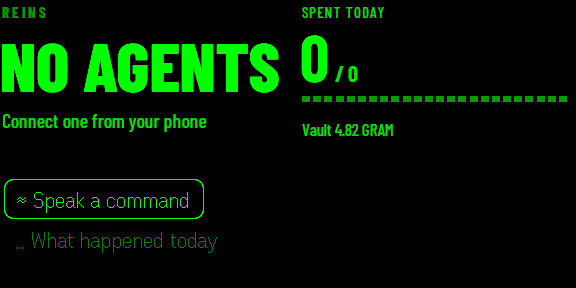 REINS
NO AGENTS
Connect one from your phone
≈ Speak a command
... What happened today
SPENT TODAY
0 / 0
Vault 4.82 GRAM